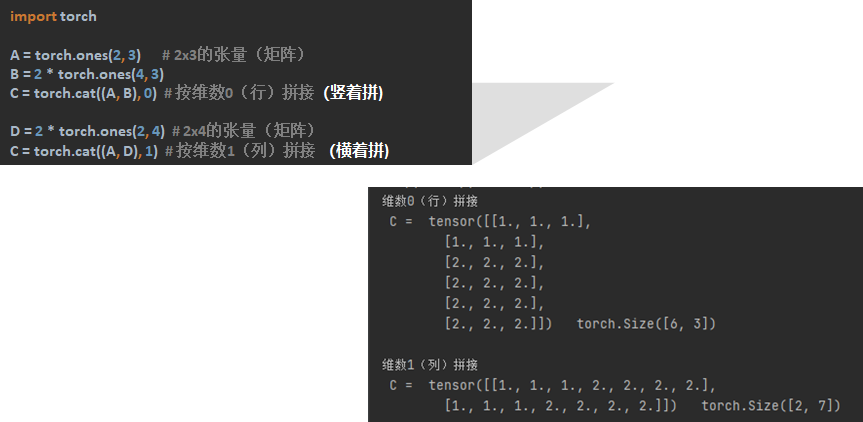 import torch
A = torch.ones(2, 3) # 2x3的张量（矩阵）
B = 2 * torch.ones(4, 3)
C = torch.cat((A, B), 0) # 按维数0（行）拼接 (竖着拼)
D = 2 * torch.ones(2, 4) # 2x4的张量（矩阵）
C = torch.cat((A, D), 1) # 按维数1（列）拼接 (横着拼)
维数0（行）拼接
C = tensor([[1., 1., 1.],
[1., 1., 1.],
[2., 2., 2.],
[2., 2., 2.],
[2., 2., 2.],
[2., 2., 2.]]) torch.Size([6, 3])
维数1（列）拼接
C = tensor([[1., 1., 1., 2., 2., 2., 2.],
[1., 1., 1., 2., 2., 2., 2.]]) torch.Size([2, 7])